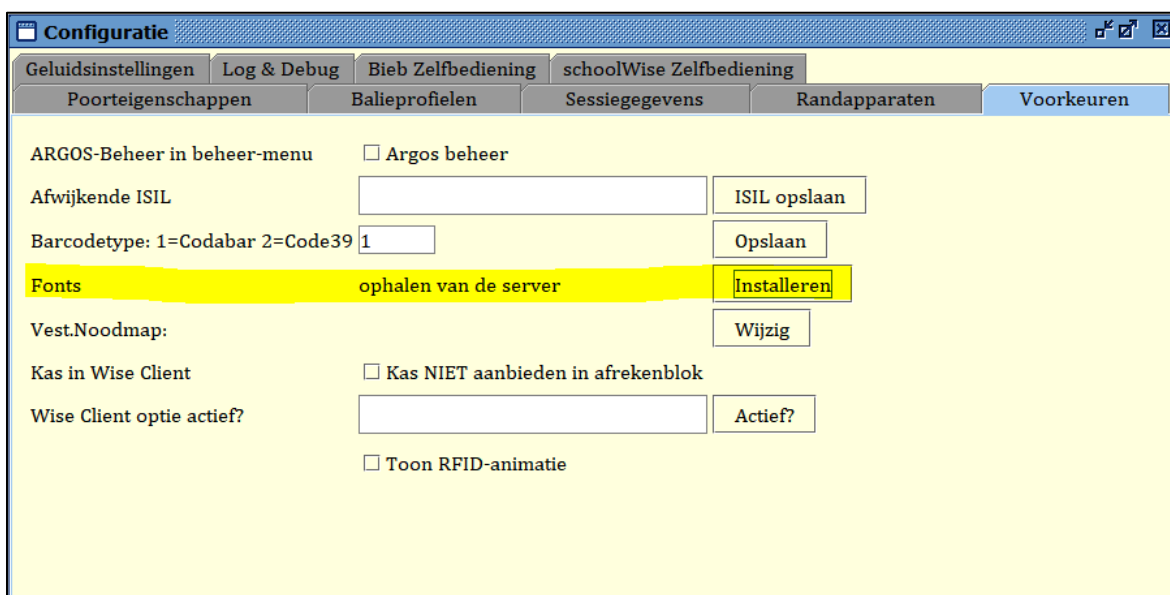 Configuratie
Geluidsinstellingen Log & Debug Bieb Zelfbediening schoolWise Zelfbediening
Poorteigenschappen Balieprofielen Sessiegegevens Randapparaten Voorkeuren
ARGOS-Beheer in beheer-menu Argos beheer
Afwijkende ISIL ISIL opslaan
Barcodetype: 1=Codabar 2=Code39 1 Opslaan
Fonts ophalen van de server Installeren
Vest.Noodmap: Wijzig
Kas in Wise Client Kas NIET aanbieden in afrekenblok
Wise Client optie actief? Actief?
Toon RFID-animatie